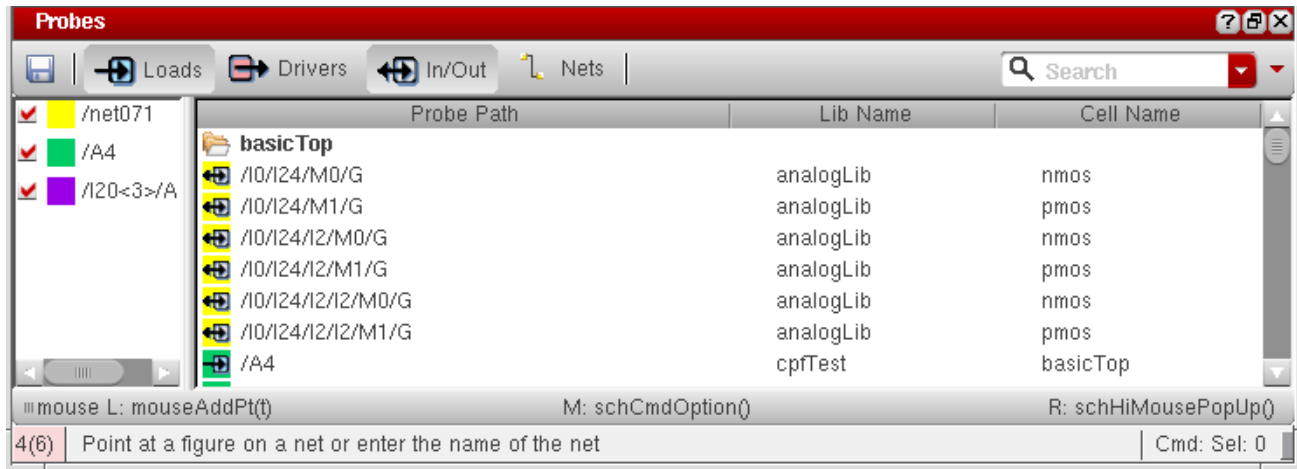 Probes
Loads Drivers In/Out Nets Search
/net071
/A4
/I20<3>/A
Probe Path Lib Name Cell Name
basicTop
/I0/I24/M0/G analogLib nmos
/I0/I24/M1/G analogLib pmos
/I0/I24/I2/M0/G analogLib nmos
/I0/I24/I2/M1/G analogLib pmos
/I0/I24/I2/I2/M0/G analogLib nmos
/I0/I24/I2/I2/M1/G analogLib pmos
/A4 cpfTest basicTop
mouse L: mouseAddPt(t) M: schCmdOption() R: schHiMousePopUp()
4(6) Point at a figure on a net or enter the name of the net Cmd: Sel: 0